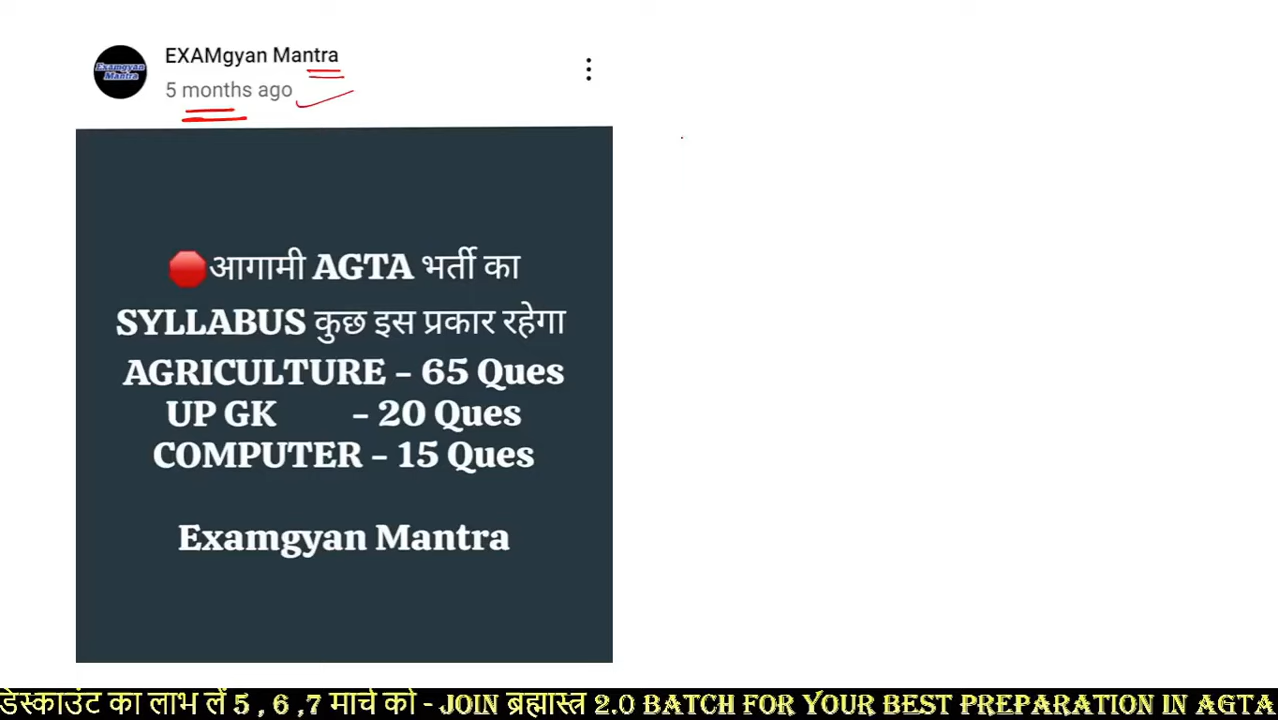 EXAMgyan Mantra
5 months ago
Examgyan
Mantra
आगामी AGTA भर्ती का
SYLLABUS कुछ इस प्रकार रहेगा
AGRICULTURE - 65 Ques
UP GK - 20 Ques
COMPUTER - 15 Ques
Examgyan Mantra
डिस्काउंट का लाभ लें 5 , 6 ,7 मार्च को - JOIN ब्रह्मास्त्र 2.0 BATCH FOR YOUR BEST PREPARATION IN AGTA